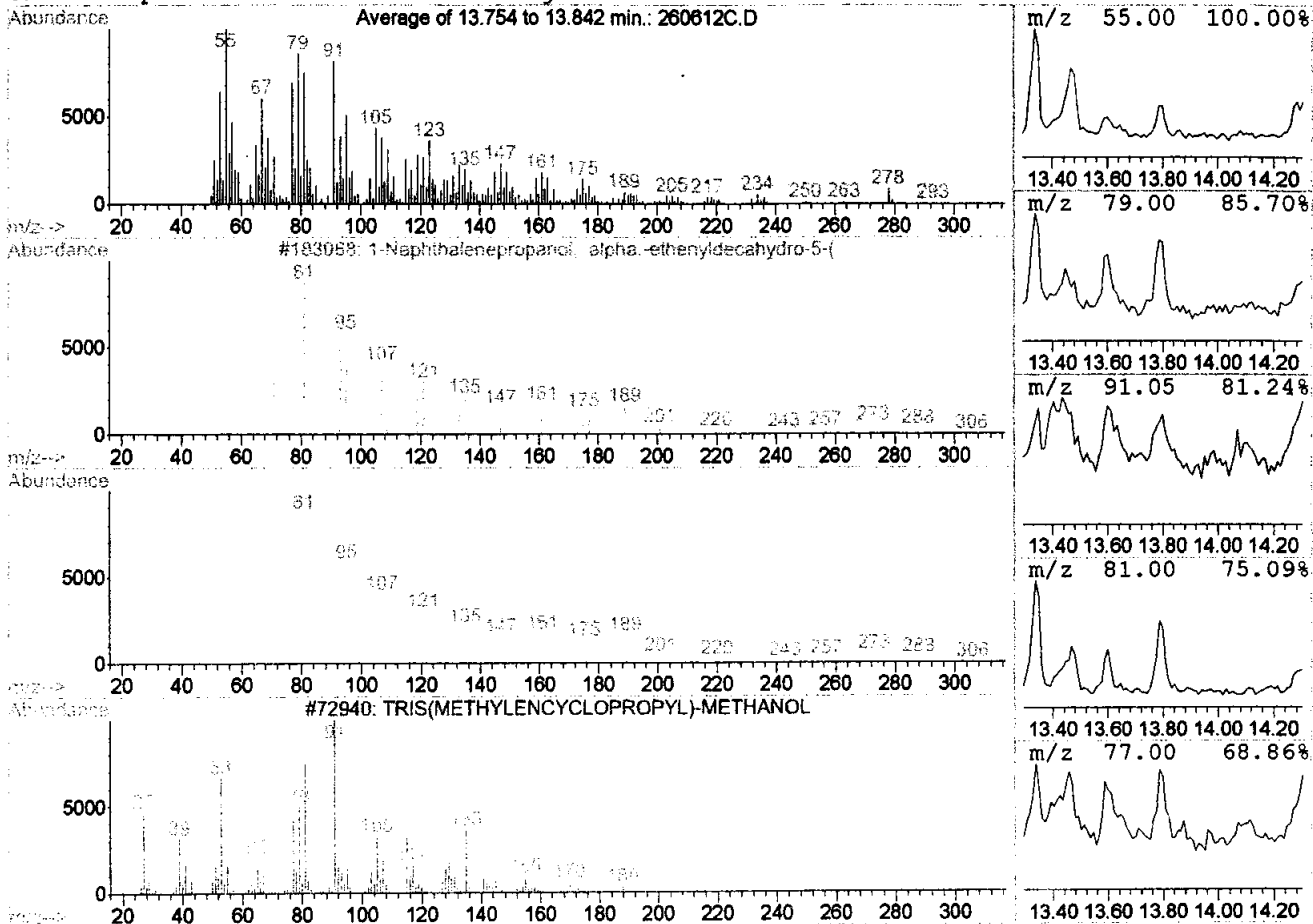 Abundance
Average of 13.754 to 13.842 min.: 260612C.D
55 67 79 91 105 123 135 147 161 175 189 205 217 234 250 263 278 293
5000
0
m/z--> 20 40 60 80 100 120 140 160 180 200 220 240 260 280 300
Abundance
#183068: 1-Naphthalenepropanol, .alpha.-ethenyldecahydro-5-(
81 95 107 121 135 147 161 175 189 201 220 243 257 273 288 306
5000
0
m/z--> 20 40 60 80 100 120 140 160 180 200 220 240 260 280 300
Abundance
81 95 107 121 135 147 161 175 189 201 220 243 257 273 288 306
5000
0
m/z--> 20 40 60 80 100 120 140 160 180 200 220 240 260 280 300
Abundance
#72940: TRIS(METHYLENCYCLOPROPYL)-METHANOL
39 53 91 105
5000
0
m/z--> 20 40 60 80 100 120 140 160 180 200 220 240 260 280 300
m/z 55.00 100.00%
13.40 13.60 13.80 14.00 14.20
m/z 79.00 85.70%
13.40 13.60 13.80 14.00 14.20
m/z 91.05 81.24%
13.40 13.60 13.80 14.00 14.20
m/z 81.00 75.09%
13.40 13.60 13.80 14.00 14.20
m/z 77.00 68.86%
13.40 13.60 13.80 14.00 14.20